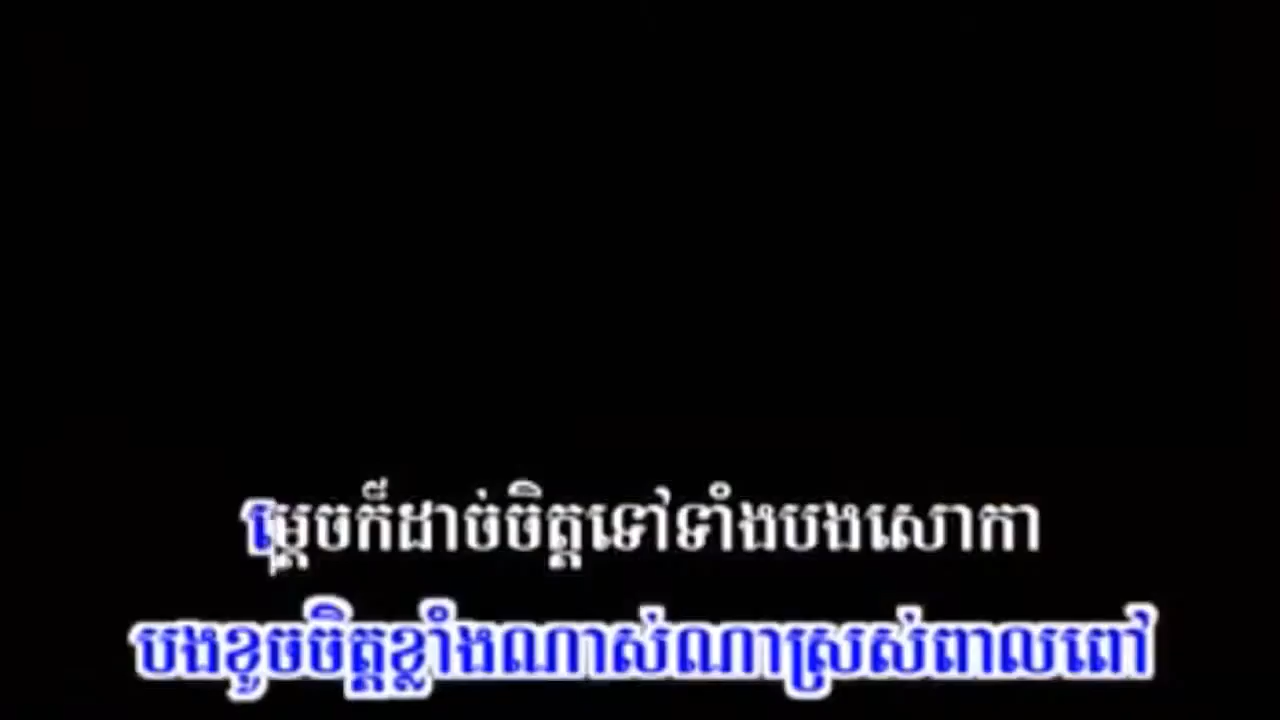 ម្ដេចក៏ដាច់ចិត្តទៅទាំងបងសោកា
បងខូចចិត្តខ្លាំងណាស់ណាស្រស់ពាលពៅ